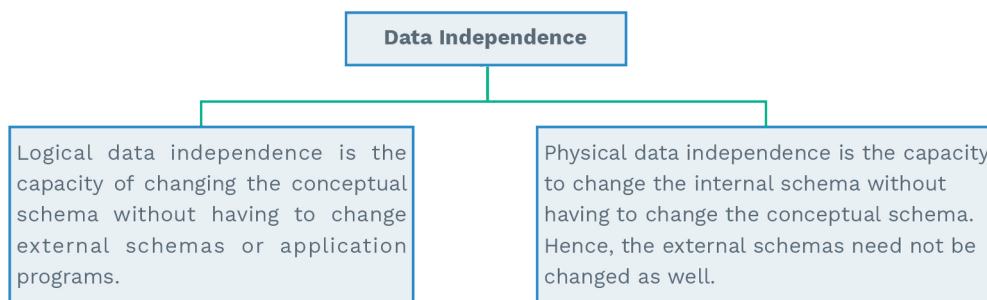 Data Independence
Logical data independence is the
capacity of changing the conceptual
schema without having to change
external schemas or application
programs.
Physical data independence is the capacity
to change the internal schema without
having to change the conceptual schema.
Hence, the external schemas need not be
changed as well.